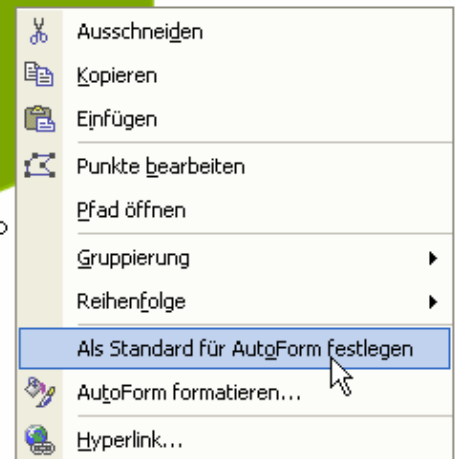 Ausschneiden
Kopieren
Einfügen
Punkte bearbeiten
Pfad öffnen
Gruppierung
Reihenfolge
Als Standard für AutoForm festlegen
AutoForm formatieren...
Hyperlink...